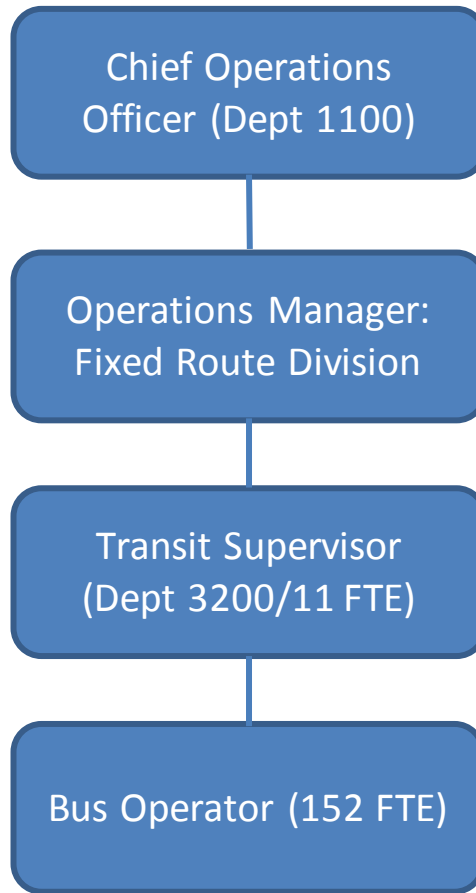 Chief Operations
Officer (Dept 1100)
Operations Manager:
Fixed Route Division
Transit Supervisor
(Dept 3200/11 FTE)
Bus Operator (152 FTE)